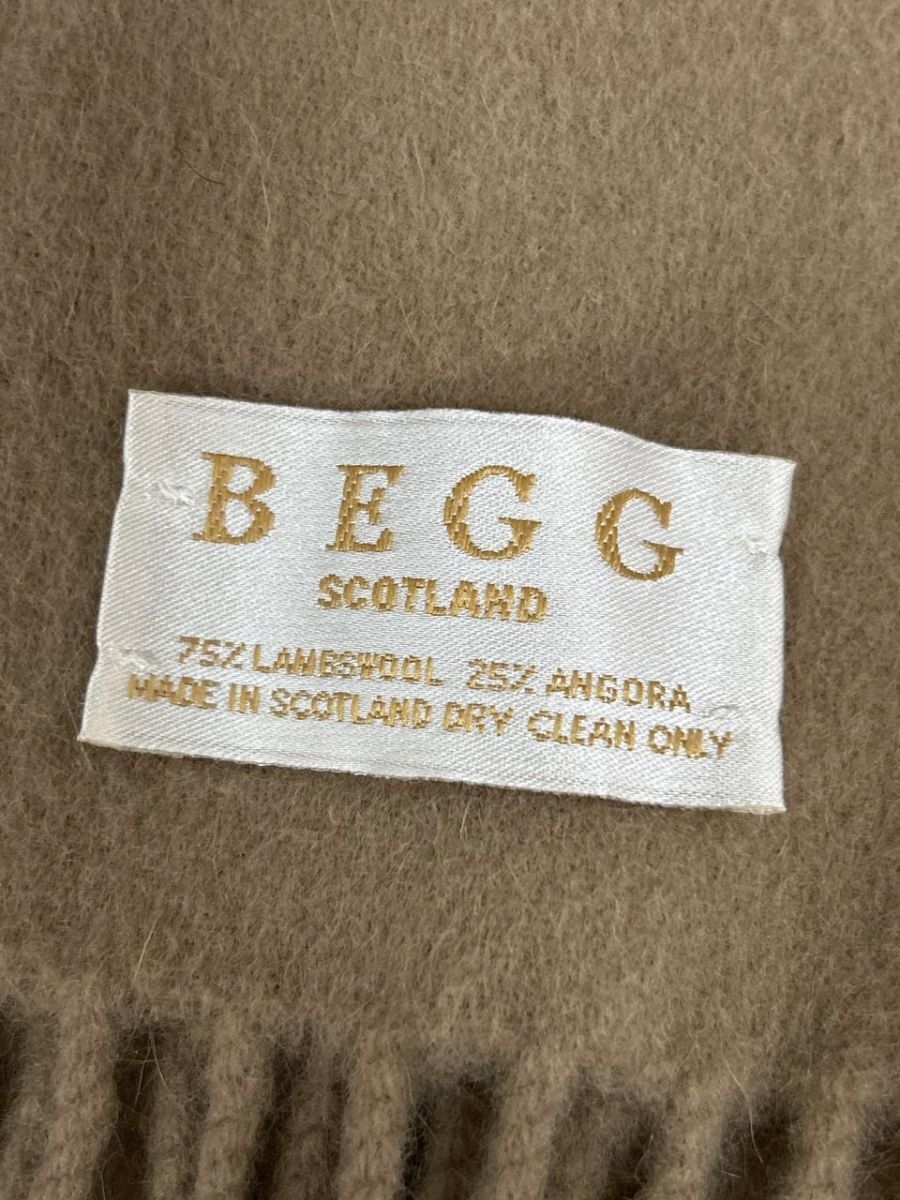 BEGG
SCOTLAND
75% LAMBSWOOL 25% ANGORA
MADE IN SCOTLAND DRY CLEAN ONLY